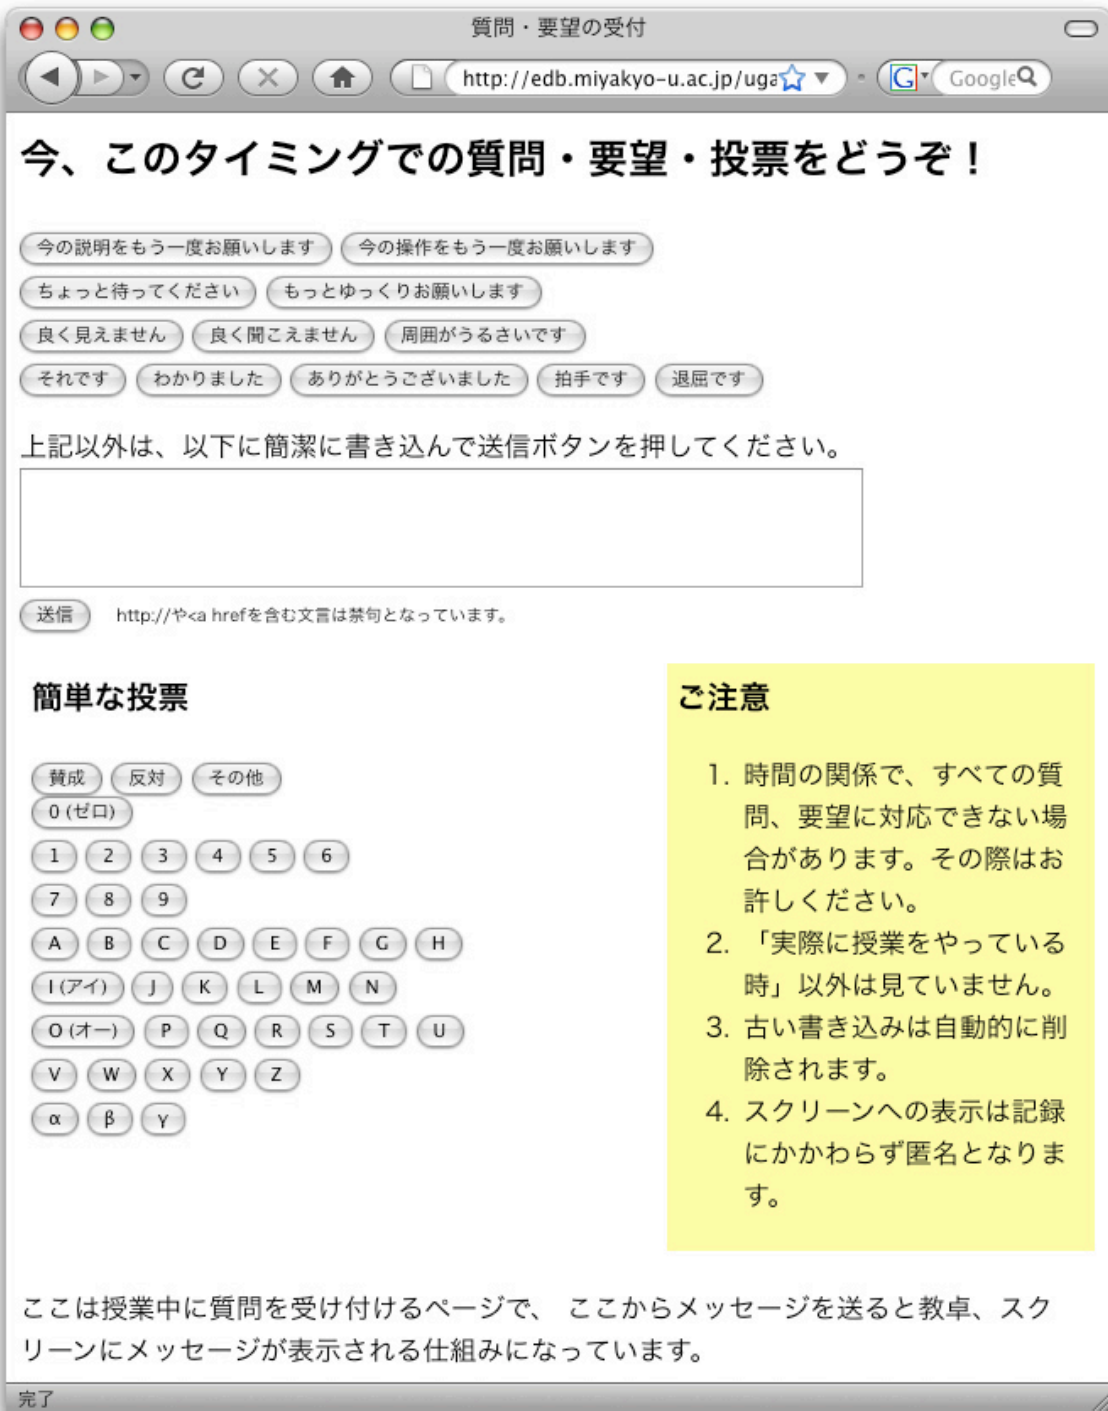 質問・要望の受付
http://edb.miyakyo-u.ac.jp/uga
G Google
今、このタイミングでの質問・要望・投票をどうぞ！
今の説明をもう一度お願いします 今の操作をもう一度お願いします
ちょっと待ってください もっとゆっくりお願いします
良く見えません 良く聞こえません 周囲がうるさいです
それです わかりました ありがとうございました 拍手です 退屈です
上記以外は、以下に簡潔に書き込んで送信ボタンを押してください。
送信 http://や<a hrefを含む文言は禁句となっています。
簡単な投票
賛成 反対 その他
0 (ゼロ)
1 2 3 4 5 6
7 8 9
A B C D E F G H
I (アイ) J K L M N
O (オー) P Q R S T U
V W X Y Z
α β γ
ご注意
1. 時間の関係で、すべての質
問、要望に対応できない場
合があります。その際はお
許しください。
2. 「実際に授業をやっている
時」以外は見ていません。
3. 古い書き込みは自動的に削
除されます。
4. スクリーンへの表示は記録
にかかわらず匿名となりま
す。
ここは授業中に質問を受け付けるページで、 ここからメッセージを送ると教卓、スク
リーンにメッセージが表示される仕組みになっています。
完了